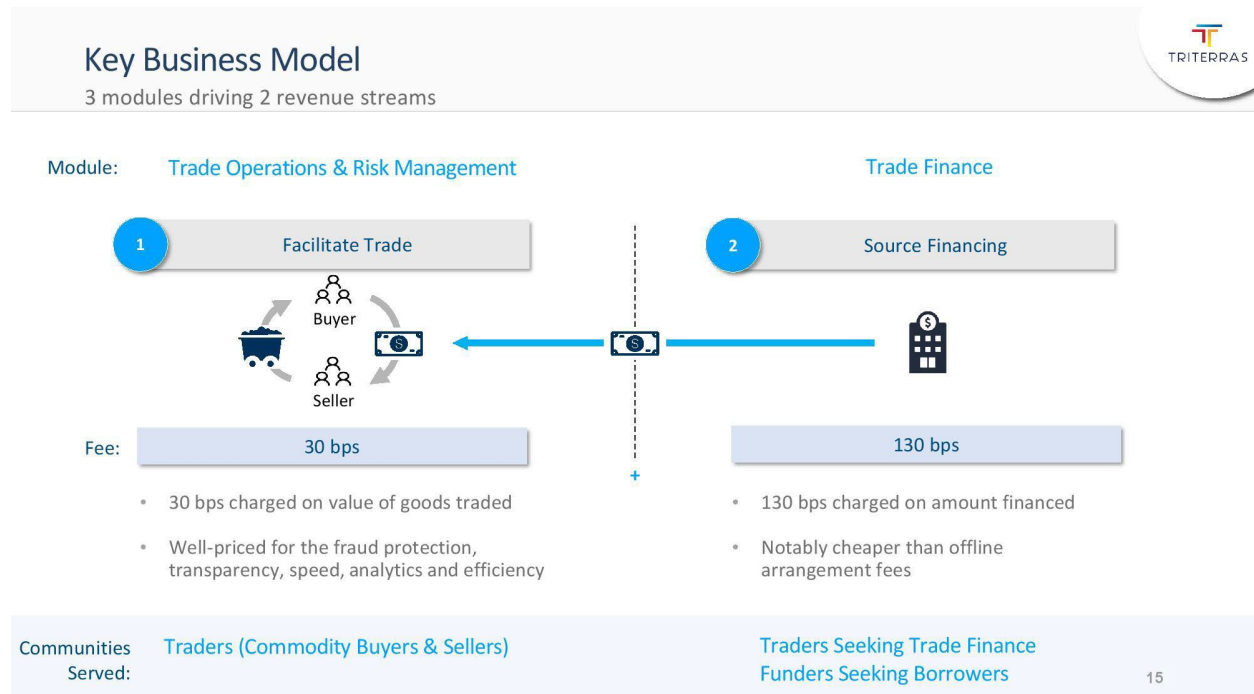 Key Business Model
3 modules driving 2 revenue streams
TRITERRAS
Module:
Trade Operations & Risk Management
Trade Finance
1
Facilitate Trade
2
Source Financing
Buyer
$
$
$
Seller
Fee:
30 bps
130 bps
+
• 30 bps charged on value of goods traded
• Well-priced for the fraud protection,
transparency, speed, analytics and efficiency
• 130 bps charged on amount financed
• Notably cheaper than offline
arrangement fees
Communities
Served:
Traders (Commodity Buyers & Sellers)
Traders Seeking Trade Finance
Funders Seeking Borrowers
15